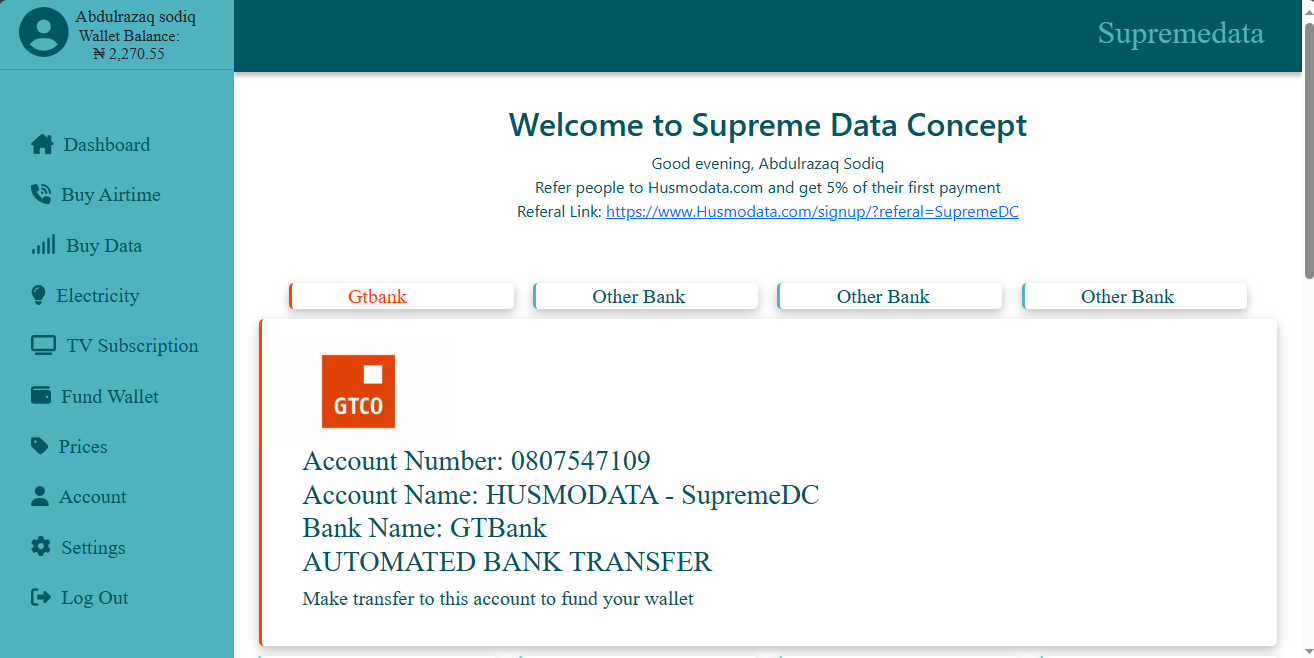 Abdulrazaq sodiq
Wallet Balance:
₦ 2,270.55
Supremedata
Dashboard
Buy Airtime
Buy Data
Electricity
TV Subscription
Fund Wallet
Prices
Account
Settings
Log Out
Welcome to Supreme Data Concept
Good evening, Abdulrazaq Sodiq
Refer people to Husmodata.com and get 5% of their first payment
Referal Link: https://www.Husmodata.com/signup/?referal=SupremeDC
Gtbank
Other Bank
Other Bank
Other Bank
GTCO
Account Number: 0807547109
Account Name: HUSMODATA - SupremeDC
Bank Name: GTBank
AUTOMATED BANK TRANSFER
Make transfer to this account to fund your wallet